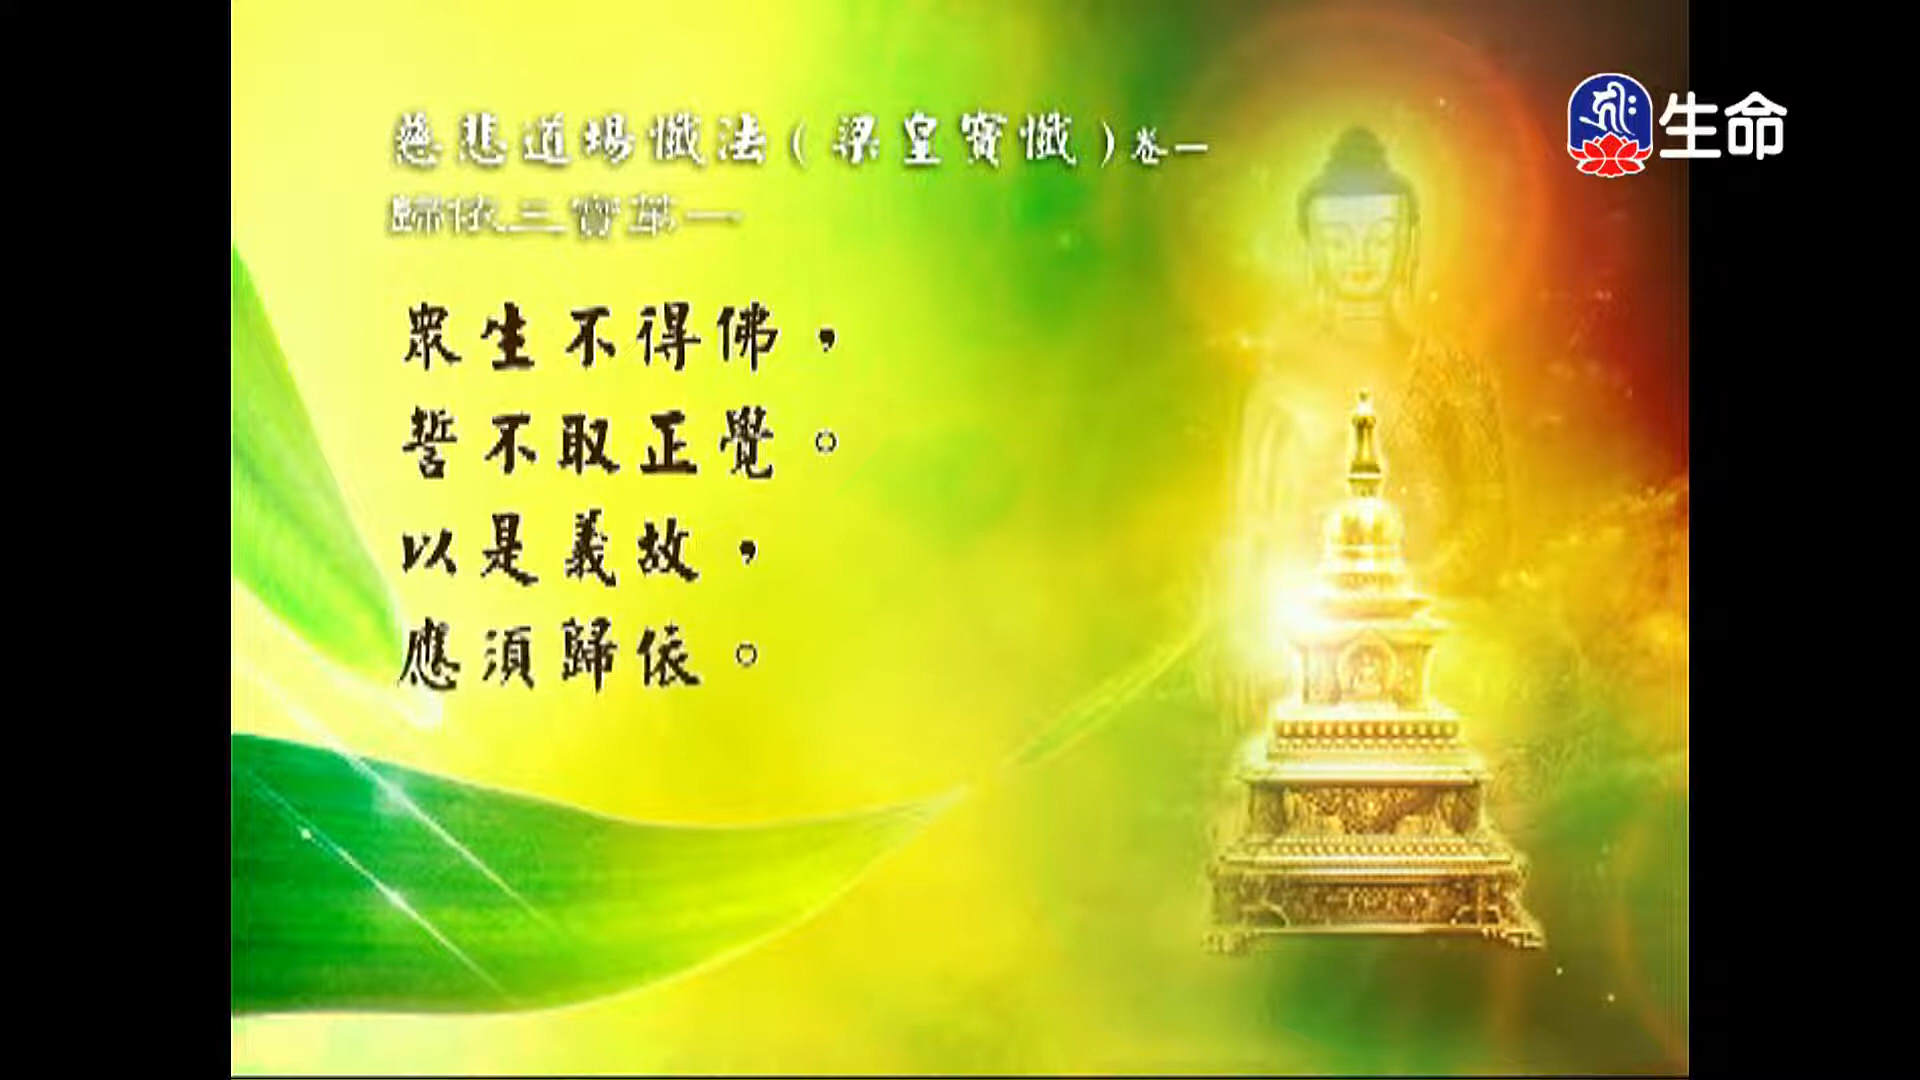 慈悲道場懺法(梁皇寶懺)卷一
歸依三寶第一
眾生不得佛，
誓不取正覺。
以是義故，
應須歸依。
生命